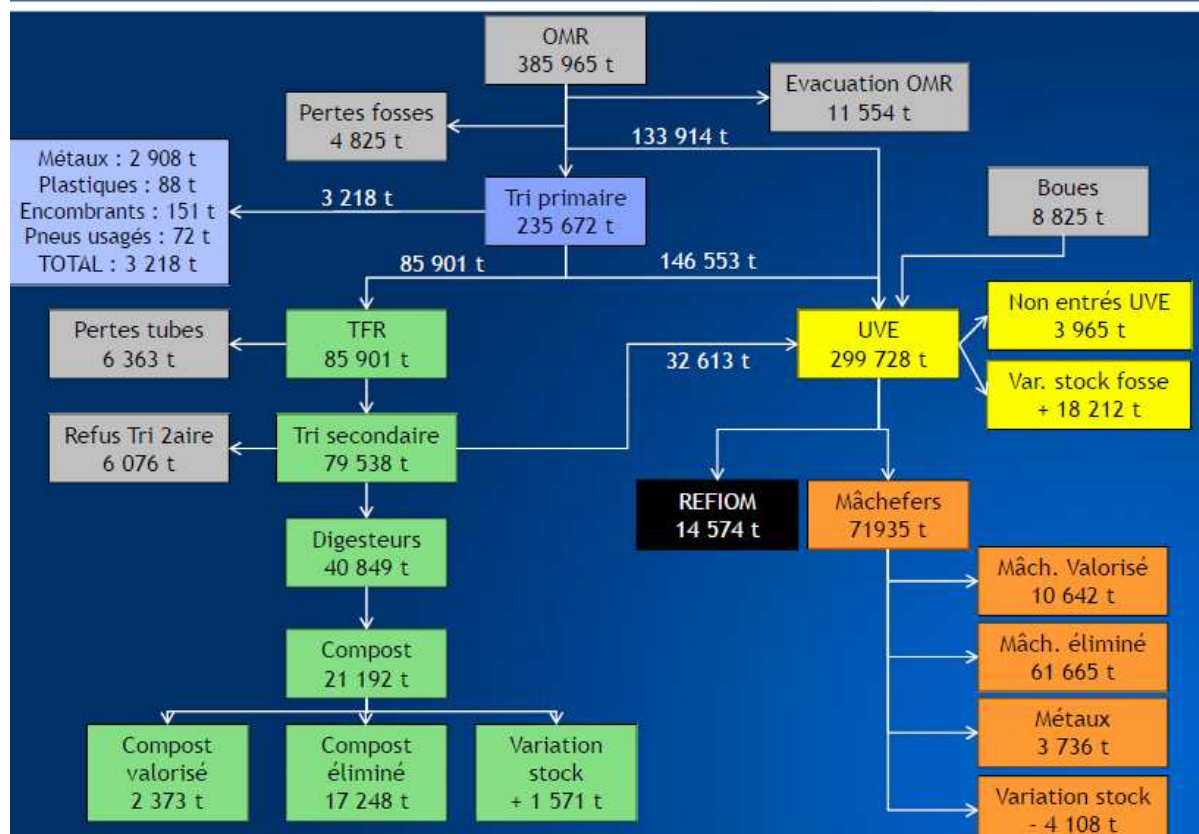 OMR
385 965 t
Evacuation OMR
11 554 t
Pertes fosses
4 825 t
133 914 t
Métaux : 2 908 t
Plastiques : 88 t
Encombrants : 151 t
Pneus usagés : 72 t
TOTAL : 3 218 t
3 218 t
Tri primaire
235 672 t
Boues
8 825 t
85 901 t
146 553 t
Pertes tubes
6 363 t
TFR
85 901 t
32 613 t
UVE
299 728 t
Non entrés UVE
3 965 t
Var. stock fosse
+ 18 212 t
Refus Tri 2aire
6 076 t
Tri secondaire
79 538 t
REFIOM
14 574 t
Mâchefers
71935 t
Digesteurs
40 849 t
Mâch. Valorisé
10 642 t
Compost
21 192 t
Mâch. éliminé
61 665 t
Métaux
3 736 t
Compost
valorisé
2 373 t
Compost
éliminé
17 248 t
Variation
stock
+ 1 571 t
Variation stock
- 4 108 t